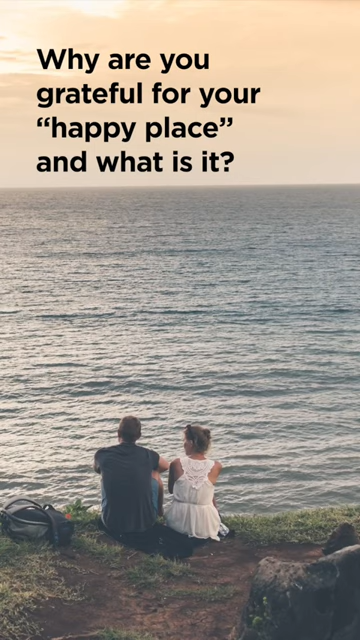 Why are you
grateful for your
“happy place”
and what is it?